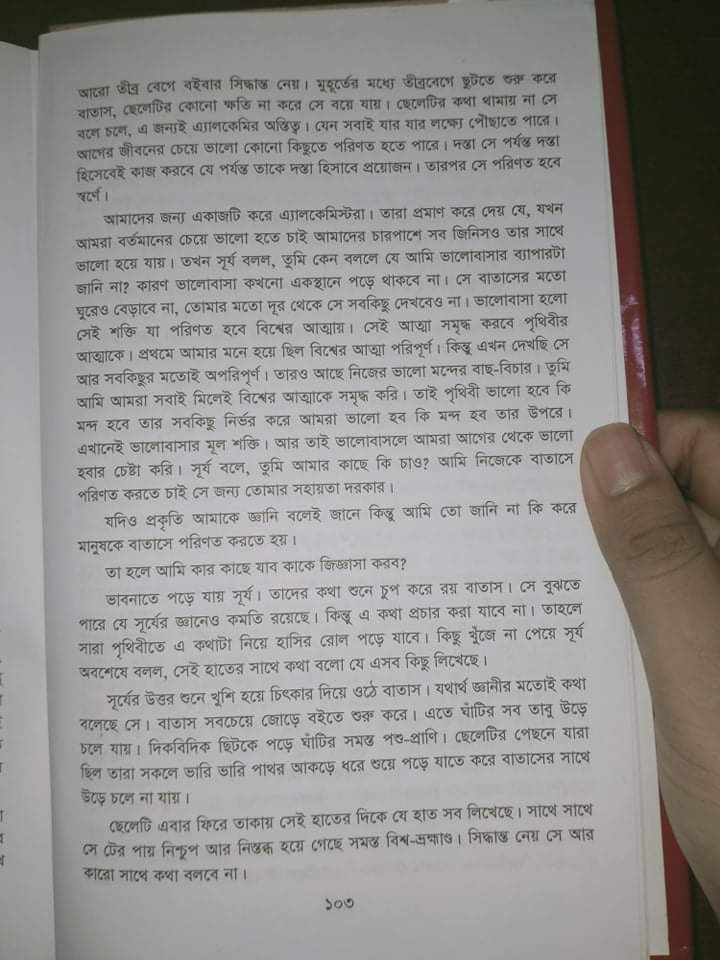 আরো তীব্র বেগে বইবার সিদ্ধান্ত নেয়। মুহূর্তের মধ্যে তীব্রবেগে ছুটতে শুরু করে
বাতাস, ছেলেটির কোনো ক্ষতি না করে সে বয়ে যায়। ছেলেটির কথা থামায় না সে
বলে চলে, এ জন্যই এ্যালকেমির অস্তিত্ব। যেন সবাই যার যার লক্ষ্যে পৌছাতে পারে।
আগের জীবনের চেয়ে ভালো কোনো কিছুতে পরিণত হতে পারে। দস্তা সে পর্যন্ত দস্তা
হিসেবেই কাজ করবে যে পর্যন্ত তাকে দস্তা হিসাবে প্রয়োজন। তারপর সে পরিণত হবে
স্বর্ণে।
আমাদের জন্য একাজটি করে এ্যালকেমিস্টরা। তারা প্রমাণ করে দেয় যে, যখন
আমরা বর্তমানের চেয়ে ভালো হতে চাই আমাদের চারপাশে সব জিনিসও তার সাথে
ভালো হয়ে যায়। তখন সূর্য বলল, তুমি কেন বললে যে আমি ভালোবাসার ব্যাপারটা
জানি না? কারণ ভালোবাসা কখনো একস্থানে পড়ে থাকবে না। সে বাতাসের মতো
ঘুরেও বেড়াবে না, তোমার মতো দূর থেকে সে সবকিছু দেখবেও না। ভালোবাসা হলো
সেই শক্তি যা পরিণত হবে বিশ্বের আত্মায়। সেই আত্মা সমৃদ্ধ করবে পৃথিবীর
আত্মাকে। প্রথমে আমার মনে হয়ে ছিল বিশ্বের আত্মা পরিপূর্ণ। কিন্তু এখন দেখছি সে
আর সবকিছুর মতোই অপরিপূর্ণ। তারও আছে নিজের ভালো মন্দের বাছ-বিচার। তুমি
আমি আমরা সবাই মিলেই বিশ্বের আত্মাকে সমৃদ্ধ করি। তাই পৃথিবী ভালো হবে কি
মন্দ হবে তার সবকিছু নির্ভর করে আমরা ভালো হব কি মন্দ হব তার উপরে।
এখানেই ভালোবাসার মূল শক্তি। আর তাই ভালোবাসলে আমরা আগের থেকে ভালো
হবার চেষ্টা করি। সূর্য বলে, তুমি আমার কাছে কি চাও? আমি নিজেকে বাতাসে
পরিণত করতে চাই সে জন্য তোমার সহায়তা দরকার।
যদিও প্রকৃতি আমাকে জ্ঞানি বলেই জানে কিন্তু আমি তো জানি না কি করে
মানুষকে বাতাসে পরিণত করতে হয়।
তা হলে আমি কার কাছে যাব কাকে জিজ্ঞাসা করব?
ভাবনাতে পড়ে যায় সূর্য। তাদের কথা শুনে চুপ করে রয় বাতাস। সে বুঝতে
পারে যে সূর্যের জ্ঞানেও কমতি রয়েছে। কিন্তু এ কথা প্রচার করা যাবে না। তাহলে
সারা পৃথিবীতে এ কথাটা নিয়ে হাসির রোল পড়ে যাবে। কিছু খুঁজে না পেয়ে সূর্য
অবশেষে বলল, সেই হাতের সাথে কথা বলো যে এসব কিছু লিখেছে।
সূর্যের উত্তর শুনে খুশি হয়ে চিৎকার দিয়ে ওঠে বাতাস। যথার্থ জ্ঞানীর মতোই কথা
বলেছে সে। বাতাস সবচেয়ে জোড়ে বইতে শুরু করে। এতে ঘাঁটির সব তাবু উড়ে
চলে যায়। দিকবিদিক ছিটকে পড়ে ঘাঁটির সমস্ত পশু-প্রাণি। ছেলেটির পেছনে যারা
ছিল তারা সকলে ভারি ভারি পাথর আকড়ে ধরে শুয়ে পড়ে যাতে করে বাতাসের সাথে
উড়ে চলে না যায়।
ছেলেটি এবার ফিরে তাকায় সেই হাতের দিকে যে হাত সব লিখেছে। সাথে সাথে
সে টের পায় নিশ্চুপ আর নিস্তব্ধ হয়ে গেছে সমস্ত বিশ্ব-ভ্রক্ষাণ্ড। সিদ্ধান্ত নেয় সে আর
কারো সাথে কথা বলবে না।
১০৩